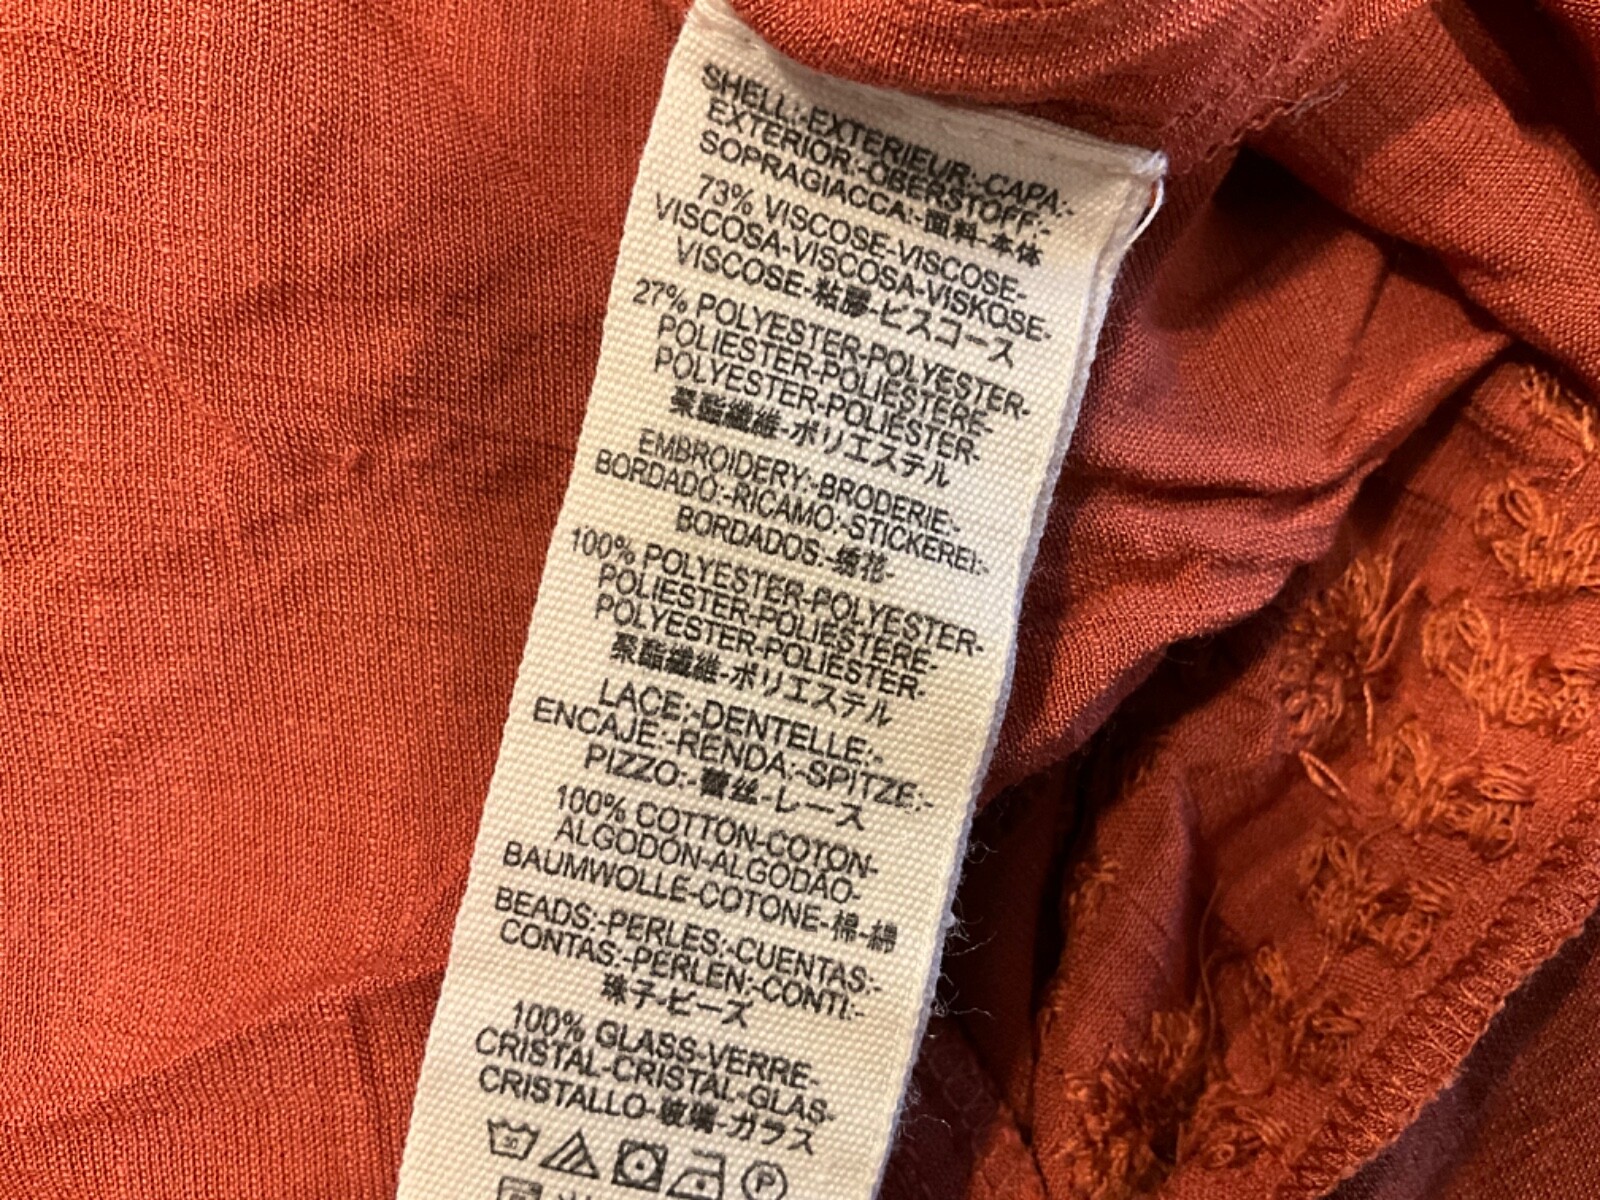 SHELL:-EXTERIEUR:-CAPA:-
EXTERIOR:-OBERSTOFF:-
SOPRAGIACCA:-面料-本体
73% VISCOSE-VISCOSE-
VISCOSA-VISCOSA-VISKOSE-
VISCOSE-粘膠-ビスコース
27% POLYESTER-POLYESTER-
POLIESTER-POLIESTERE-
POLYESTER-POLIESTER-
聚酯纖維-ポリエステル
EMBROIDERY:-BRODERIE:-
BORDADO:-RICAMO:-STICKEREI:-
BORDADOS:-绣花-
100% POLYESTER-POLYESTER-
POLIESTER-POLIESTERE-
POLYESTER-POLIESTER-
聚酯纖維-ポリエステル
LACE:-DENTELLE:-
ENCAJE:-RENDA:-SPITZE:-
PIZZO:-蕾丝-レース
100% COTTON-COTON-
ALGODÓN-ALGODÃO-
BAUMWOLLE-COTONE-棉-綿
BEADS:-PERLES:-CUENTAS:-
CONTAS:-PERLEN:-CONTI:-
珠子-ビーズ
100% GLASS-VERRE-
CRISTAL-CRISTAL-GLAS-
CRISTALLO-玻璃-ガラス
30 P